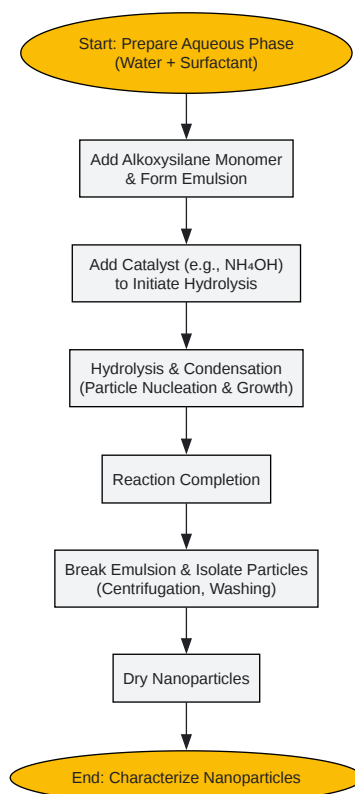 Start: Prepare Aqueous Phase
(Water + Surfactant)
Add Alkoxysilane Monomer
& Form Emulsion
Add Catalyst (e.g., NH₄OH)
to Initiate Hydrolysis
Hydrolysis & Condensation
(Particle Nucleation & Growth)
Reaction Completion
Break Emulsion & Isolate Particles
(Centrifugation, Washing)
Dry Nanoparticles
End: Characterize Nanoparticles